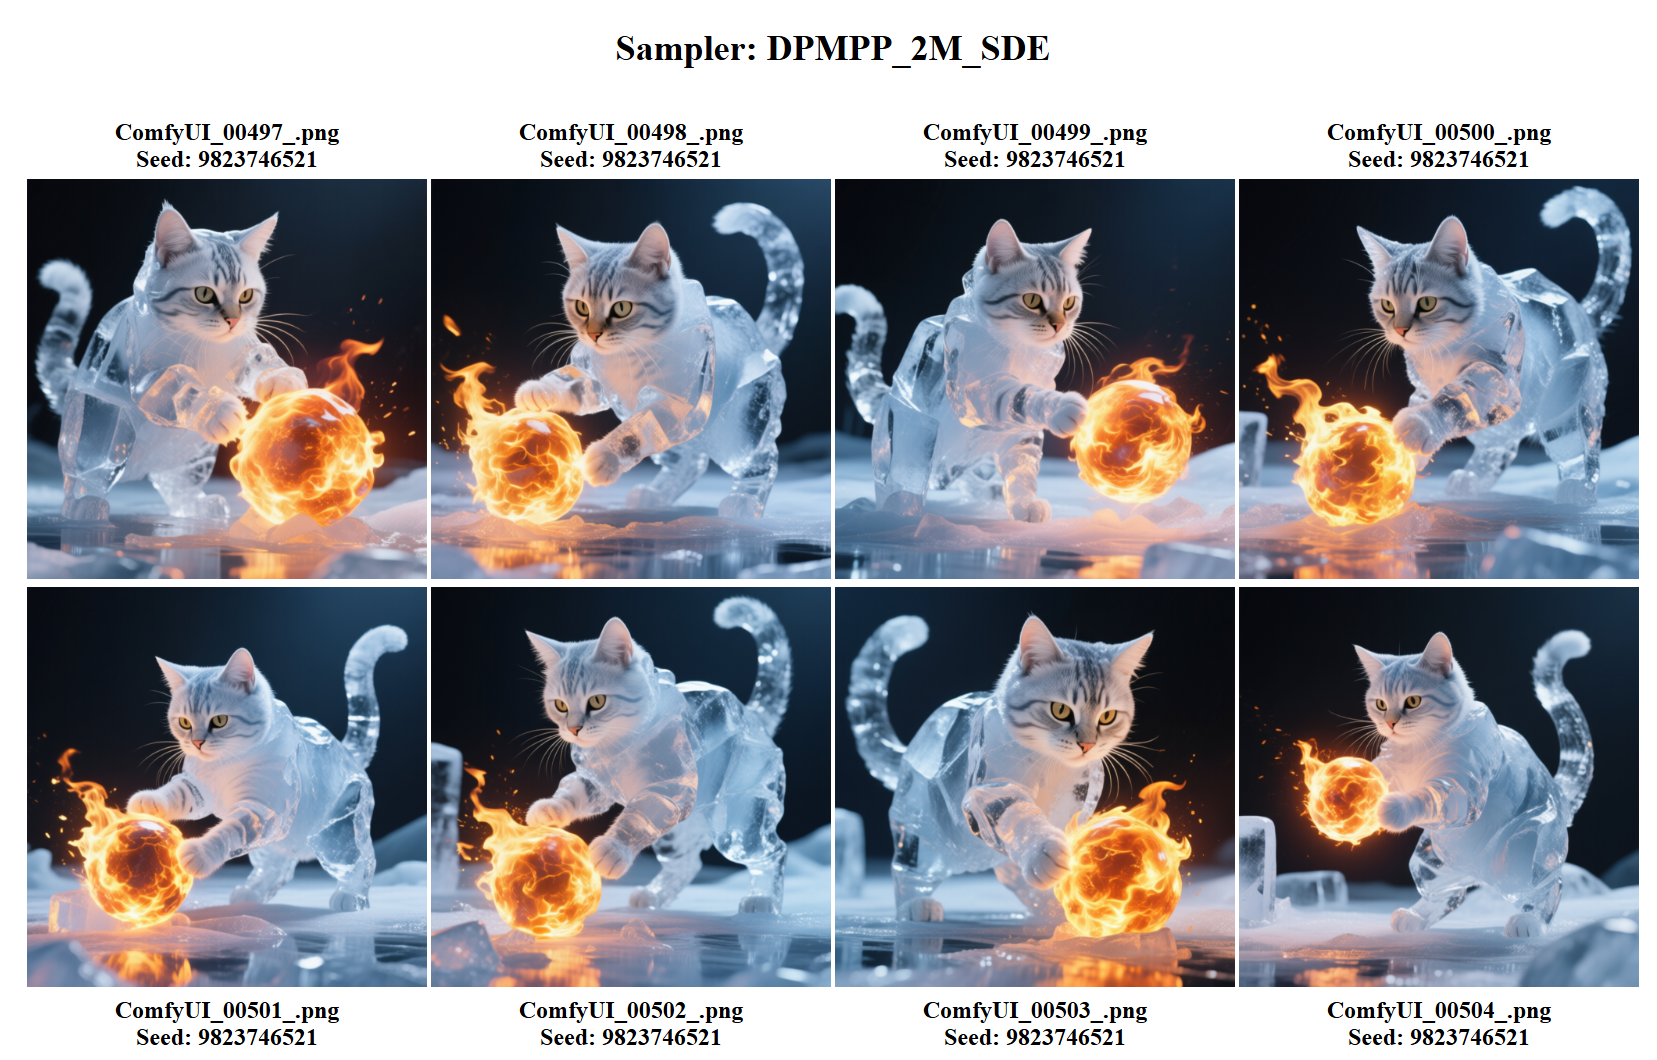 Sampler: DPMPP_2M_SDE
ComfyUI_00497_.png
Seed: 9823746521
ComfyUI_00498_.png
Seed: 9823746521
ComfyUI_00499_.png
Seed: 9823746521
ComfyUI_00500_.png
Seed: 9823746521
ComfyUI_00501_.png
Seed: 9823746521
ComfyUI_00502_.png
Seed: 9823746521
ComfyUI_00503_.png
Seed: 9823746521
ComfyUI_00504_.png
Seed: 9823746521